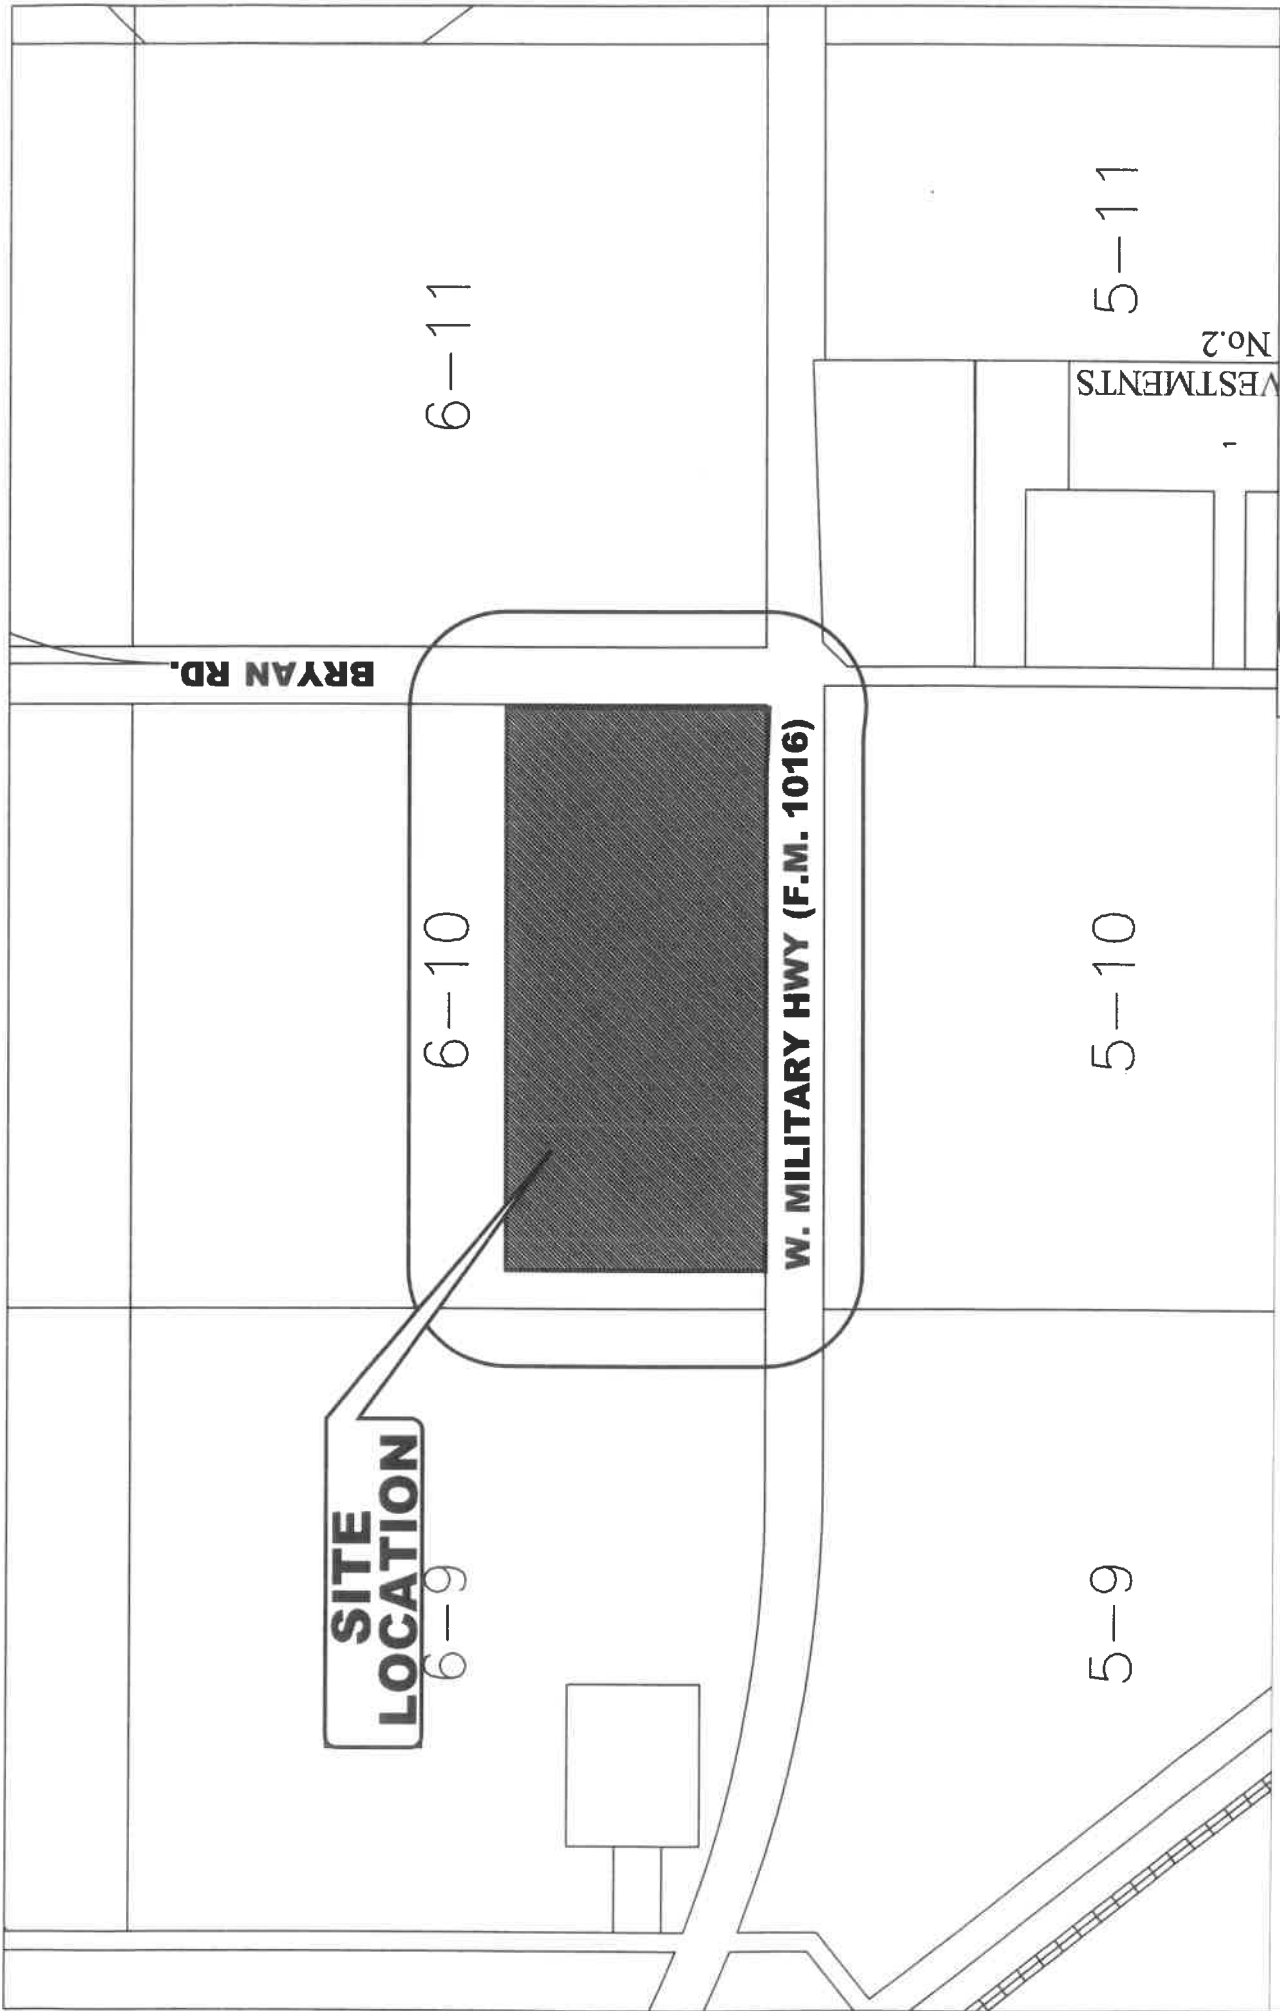 BRYAN RD.
6-9
6-10
6-11
SITE
LOCATION
W. MILITARY HWY (F.M. 1016)
5-9
5-10
5-11
VESTMENTS
No.2
1